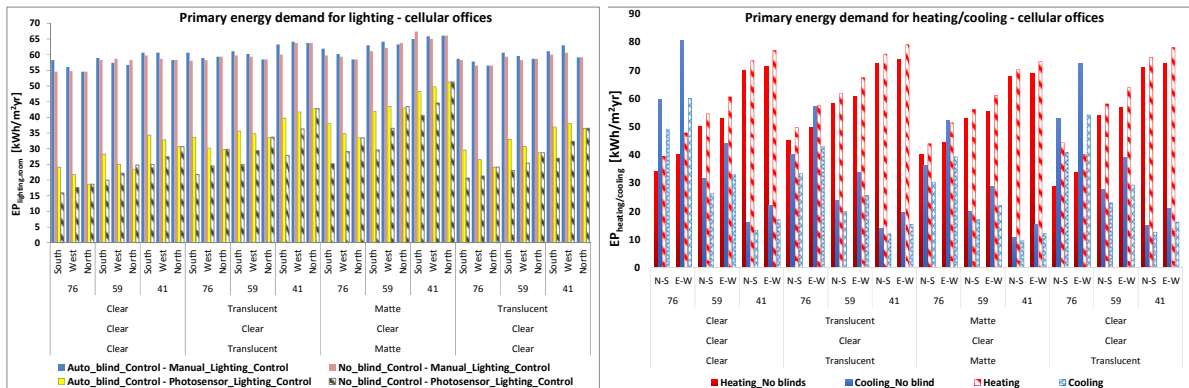 Primary energy demand for lighting - cellular offices
EP lighting,room [kWh/m²yr]
70
65
60
55
50
45
40
35
30
25
20
15
10
5
0
South West North South West North South West North South West North South West North South West North South West North South West North South West North South West North South West North South West North
76 59 41 76 59 41 76 59 41 76 59 41
Clear Translucent Matte Translucent
Clear Clear Clear Clear
Clear Translucent Matte Clear
Auto_blind_Control - Manual_Lighting_Control No_blind_Control - Manual_Lighting_Control
Auto_blind_Control - Photosensor_Lighting_Control No_blind_Control - Photosensor_Lighting_Control
Primary energy demand for heating/cooling - cellular offices
EP heating/cooling [kWh/m²yr]
90
80
70
60
50
40
30
20
10
0
N-S E-W N-S E-W N-S E-W N-S E-W N-S E-W N-S E-W N-S E-W N-S E-W N-S E-W N-S E-W N-S E-W N-S E-W
76 59 41 76 59 41 76 59 41 76 59 41
Clear Translucent Matte Clear
Clear Clear Clear Clear
Clear Translucent Matte Translucent
Heating_No blinds Cooling_No blind Heating Cooling